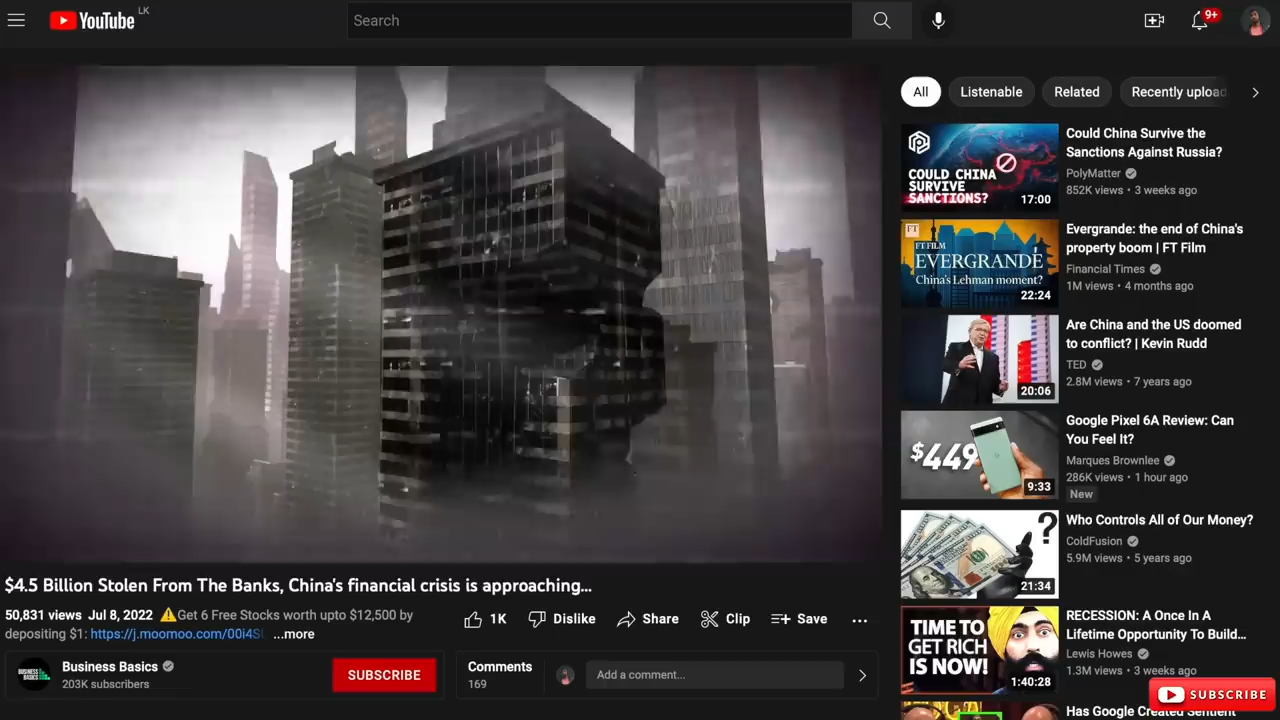 YouTube LK
Search
9+
All
Listenable
Related
Recently upload
COULD CHINA
SURVIVE
SANCTIONS?
17:00
Could China Survive the
Sanctions Against Russia?
PolyMatter
852K views • 3 weeks ago
FT
FT FILM
EVERGRANDE
China's Lehman moment?
22:24
Evergrande: the end of China's
property boom | FT Film
Financial Times
1M views • 4 months ago
20:06
Are China and the US doomed
to conflict? | Kevin Rudd
TED
2.8M views • 7 years ago
$449
9:33
Google Pixel 6A Review: Can
You Feel It?
Marques Brownlee
286K views • 1 hour ago
New
?
21:34
Who Controls All of Our Money?
ColdFusion
5.9M views • 5 years ago
TIME TO
GET RICH
IS NOW!
1:40:28
RECESSION: A Once In A
Lifetime Opportunity To Build...
Lewis Howes
1.3M views • 3 weeks ago
Has Google Created Sentient
SUBSCRIBE
$4.5 Billion Stolen From The Banks, China's financial crisis is approaching...
50,831 views Jul 8, 2022 ⚠️Get 6 Free Stocks worth upto $12,500 by
depositing $1: https://j.moomoo.com/00i4S ...more
1K
Dislike
Share
Clip
Save
BUSINESS
BASICS
Business Basics
203K subscribers
SUBSCRIBE
Comments
169
Add a comment...